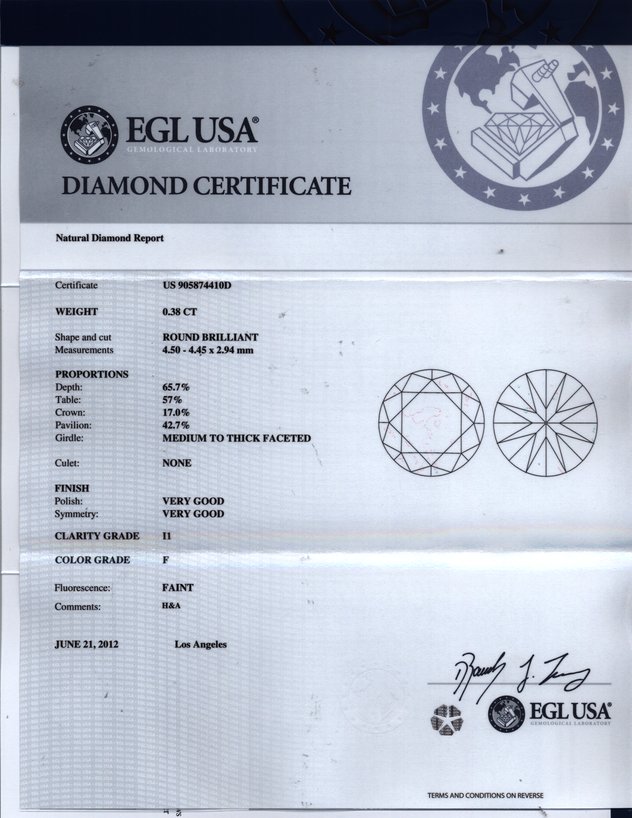 EGL USA®
GEMOLOGICAL LABORATORY
DIAMOND CERTIFICATE
Natural Diamond Report
Certificate US 905874410D
WEIGHT 0.38 CT
Shape and cut ROUND BRILLIANT
Measurements 4.50 - 4.45 x 2.94 mm
PROPORTIONS
Depth: 65.7%
Table: 57%
Crown: 17.0%
Pavilion: 42.7%
Girdle: MEDIUM TO THICK FACETED
Culet: NONE
FINISH
Polish: VERY GOOD
Symmetry: VERY GOOD
CLARITY GRADE I1
COLOR GRADE F
Fluorescence: FAINT
Comments: H&A
JUNE 21, 2012 Los Angeles
EGL USA®
GEMOLOGICAL LABORATORY
TERMS AND CONDITIONS ON REVERSE